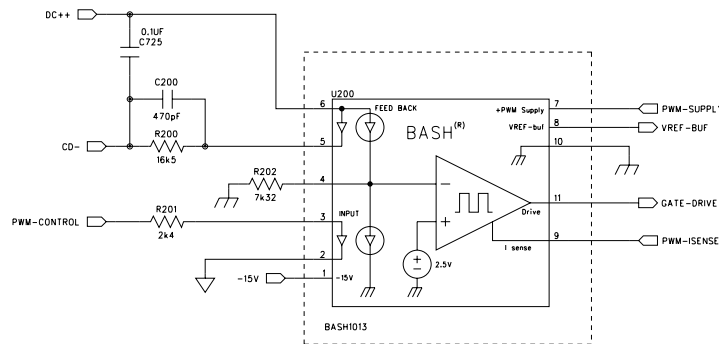 DC++
0.1UF
C725
C200
470pF
CD-
R200
16k5
U200
6
FEED BACK
5
BASH(R)
+PWM Supply
7
PWM-SUPPLY
VREF-buf
8
VREF-BUF
10
R202
7k32
4
11
GATE-DRIVE
Drive
R201
2k4
PWM-CONTROL
3
INPUT
9
PWM-ISENSE
I sense
2
2.5V
-15V
1
-15V
BASH1013